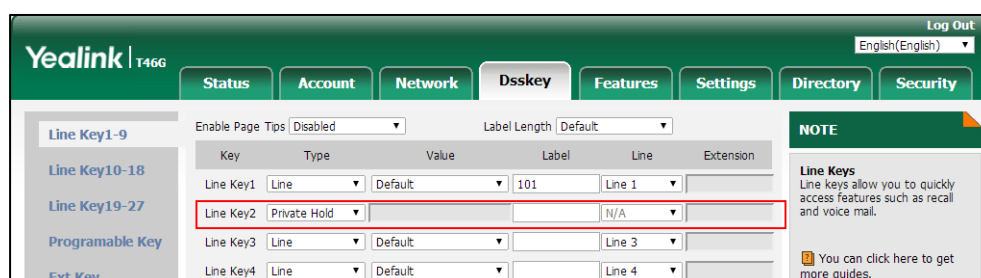 Log Out
Yealink T46G
English(English)
Status Account Network Dsskey Features Settings Directory Security
Line Key1-9
Enable Page Tips Disabled Label Length Default
NOTE
Key Type Value Label Line Extension
Line Key10-18
Line Key1 Line Default 101 Line 1
Line Keys
Line keys allow you to quickly
access features such as recall
and voice mail.
Line Key19-27
Line Key2 Private Hold N/A
Programable Key
Line Key3 Line Default Line 3
You can click here to get
more guides.
Ext Key
Line Key4 Line Default Line 4